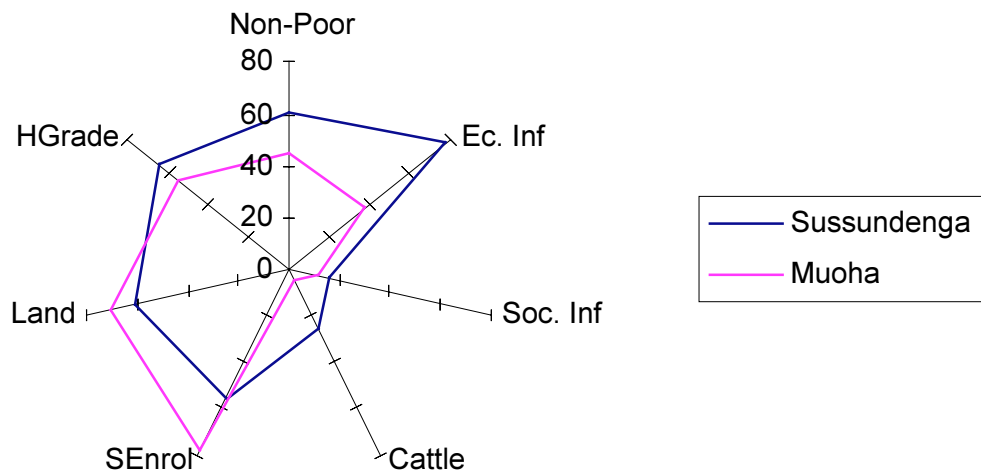 Non-Poor
80
60
40
20
0
HGrade
Ec. Inf
Land
Soc. Inf
SEnrol
Cattle
Sussundenga
Muoha